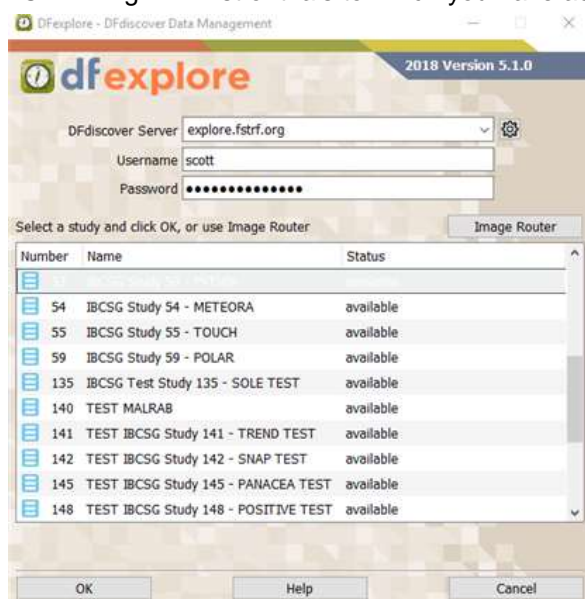 DFexplore - DFdiscover Data Management
dfexplore
2018 Version 5.1.0
DFdiscover Server explore.fstrf.org
Username scott
Password ●●●●●●●●●●●●●●
Select a study and click OK, or use Image Router
Image Router
Number Name Status
54 IBCSG Study 54 - METEORA available
55 IBCSG Study 55 - TOUCH available
59 IBCSG Study 59 - POLAR available
135 IBCSG Test Study 135 - SOLE TEST available
140 TEST MALRAB available
141 TEST IBCSG Study 141 - TREND TEST available
142 TEST IBCSG Study 142 - SNAP TEST available
145 TEST IBCSG Study 145 - PANACEA TEST available
148 TEST IBCSG Study 148 - POSITIVE TEST available
OK Help Cancel